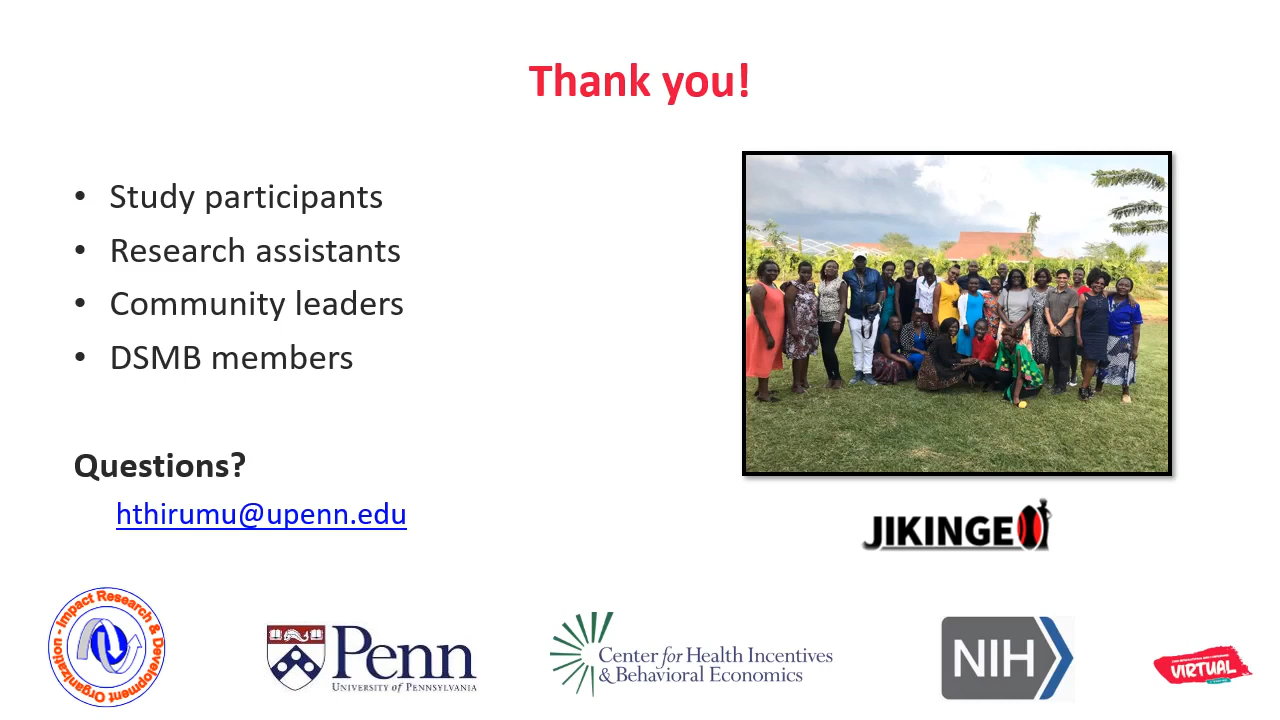 Thank you!
• Study participants
• Research assistants
• Community leaders
• DSMB members
Questions?
hthirumu@upenn.edu
JIKINGE
Impact Research & Development Organization -
Penn
UNIVERSITY OF PENNSYLVANIA
Center for Health Incentives
& Behavioral Economics
NIH
VIRTUAL